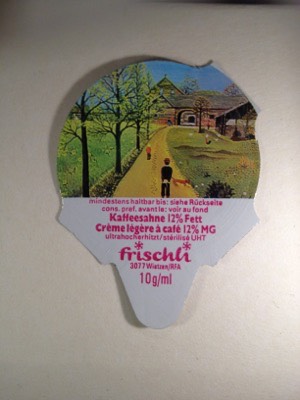 mindestens haltbar bis: siehe Rückseite
cons. pref. avant le: voir au fond
Kaffeesahne 12% Fett
Crème légère à café 12% MG
ultrahocherhitzt/stérilisé UHT
frischli
3077 Wietzen/RFA
10g/ml